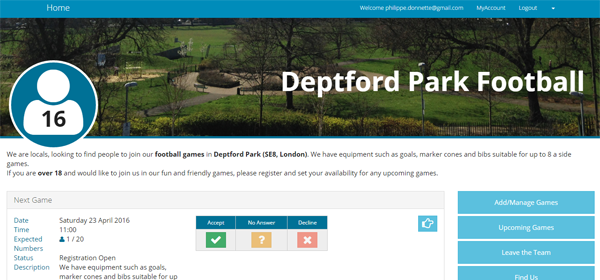 Home
Welcome philippe.donnette@gmail.com
MyAccount
Logout
Deptford Park Football
16
We are locals, looking to find people to join our football games in Deptford Park (SE8, London). We have equipment such as goals, marker cones and bibs suitable for up to 8 a side
games.
If you are over 18 and would like to join us in our fun and friendly games, please register and set your availability for any upcoming games.
Next Game
Date Saturday 23 April 2016
Time 11:00
Expected 1 / 20
Numbers
Status Registration Open
Description We have equipment such as goals,
marker cones and bibs suitable for up
Accept No Answer Decline
?
Add/Manage Games
Upcoming Games
Leave the Team
Find Us